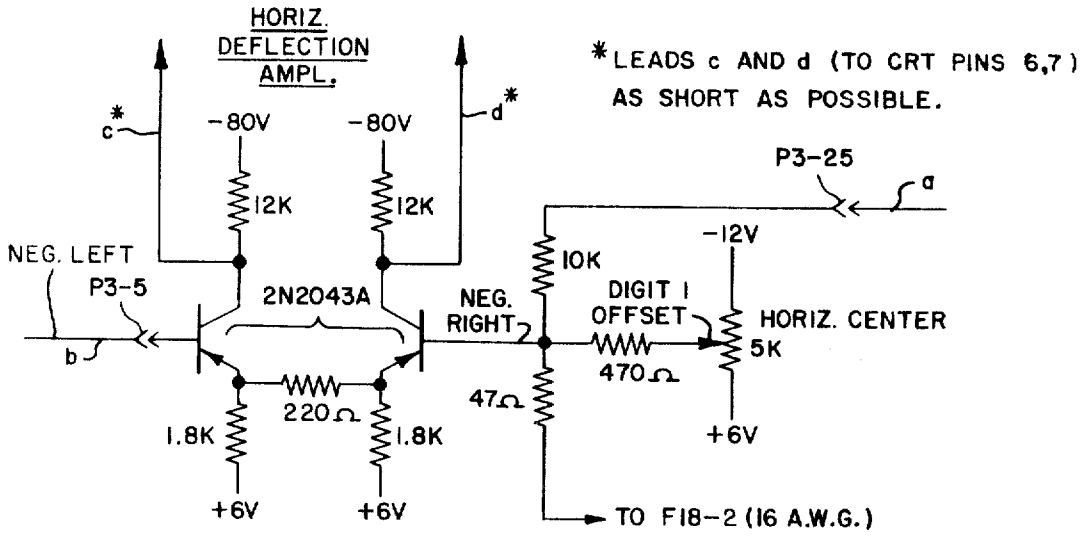 HORIZ.
DEFLECTION
AMPL.
*LEADS c AND d (TO CRT PINS 6,7)
AS SHORT AS POSSIBLE.
c*
d*
-80V
-80V
P3-25
a
12K
12K
-12V
NEG. LEFT
10K
P3-5
2N2043A
NEG.
RIGHT
DIGIT 1
OFFSET
HORIZ. CENTER
5K
b
470Ω
220Ω
47Ω
1.8K
1.8K
+6V
+6V
+6V
TO F18-2 (16 A.W.G.)